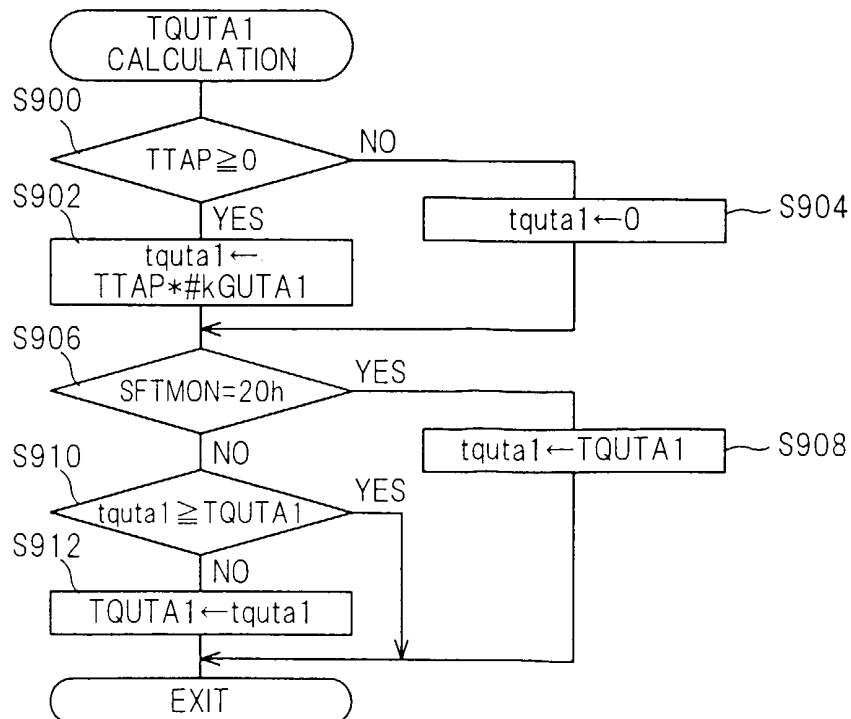 TQUTA1
CALCULATION
S900
TTAP≧0
NO
S902
YES
tquta1←
TTAP*#kGUTA1
tquta1←0
S904
S906
SFTMON=20h
YES
NO
tquta1←TQUTA1
S908
S910
tquta1≧TQUTA1
YES
S912
NO
TQUTA1←tquta1
EXIT